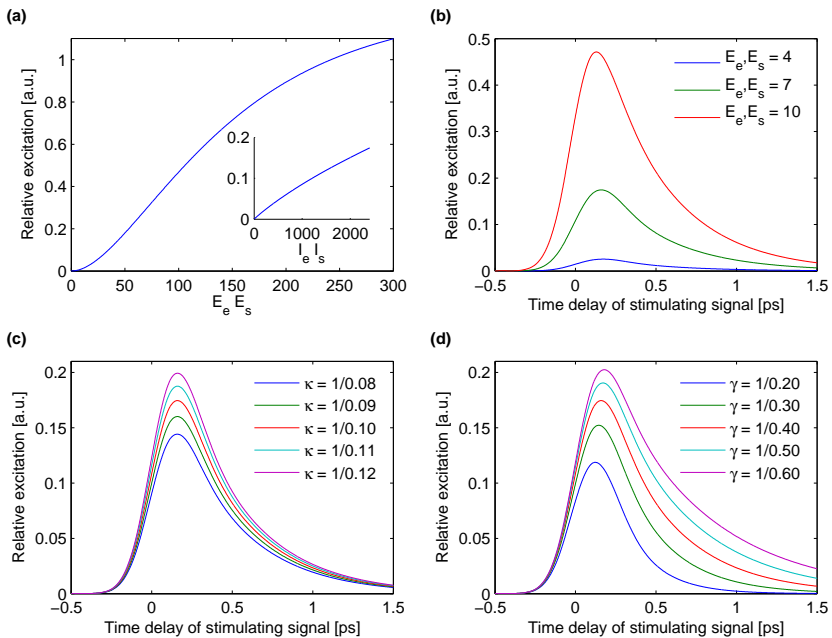 (a)
Relative excitation [a.u.]
1
0.8
0.6
0.4
0.2
0
0 50 100 150 200 250 300
E_e E_s
0.2
0.1
0
0 1000 2000
I_e I_s
(b)
Relative excitation [a.u.]
0.5
0.4
0.3
0.2
0.1
0
-0.5 0 0.5 1 1.5
Time delay of stimulating signal [ps]
E_e,E_s = 4
E_e,E_s = 7
E_e,E_s = 10
(c)
Relative excitation [a.u.]
0.2
0.15
0.1
0.05
0
-0.5 0 0.5 1 1.5
Time delay of stimulating signal [ps]
κ = 1/0.08
κ = 1/0.09
κ = 1/0.10
κ = 1/0.11
κ = 1/0.12
(d)
Relative excitation [a.u.]
0.2
0.15
0.1
0.05
0
-0.5 0 0.5 1 1.5
Time delay of stimulating signal [ps]
γ = 1/0.20
γ = 1/0.30
γ = 1/0.40
γ = 1/0.50
γ = 1/0.60